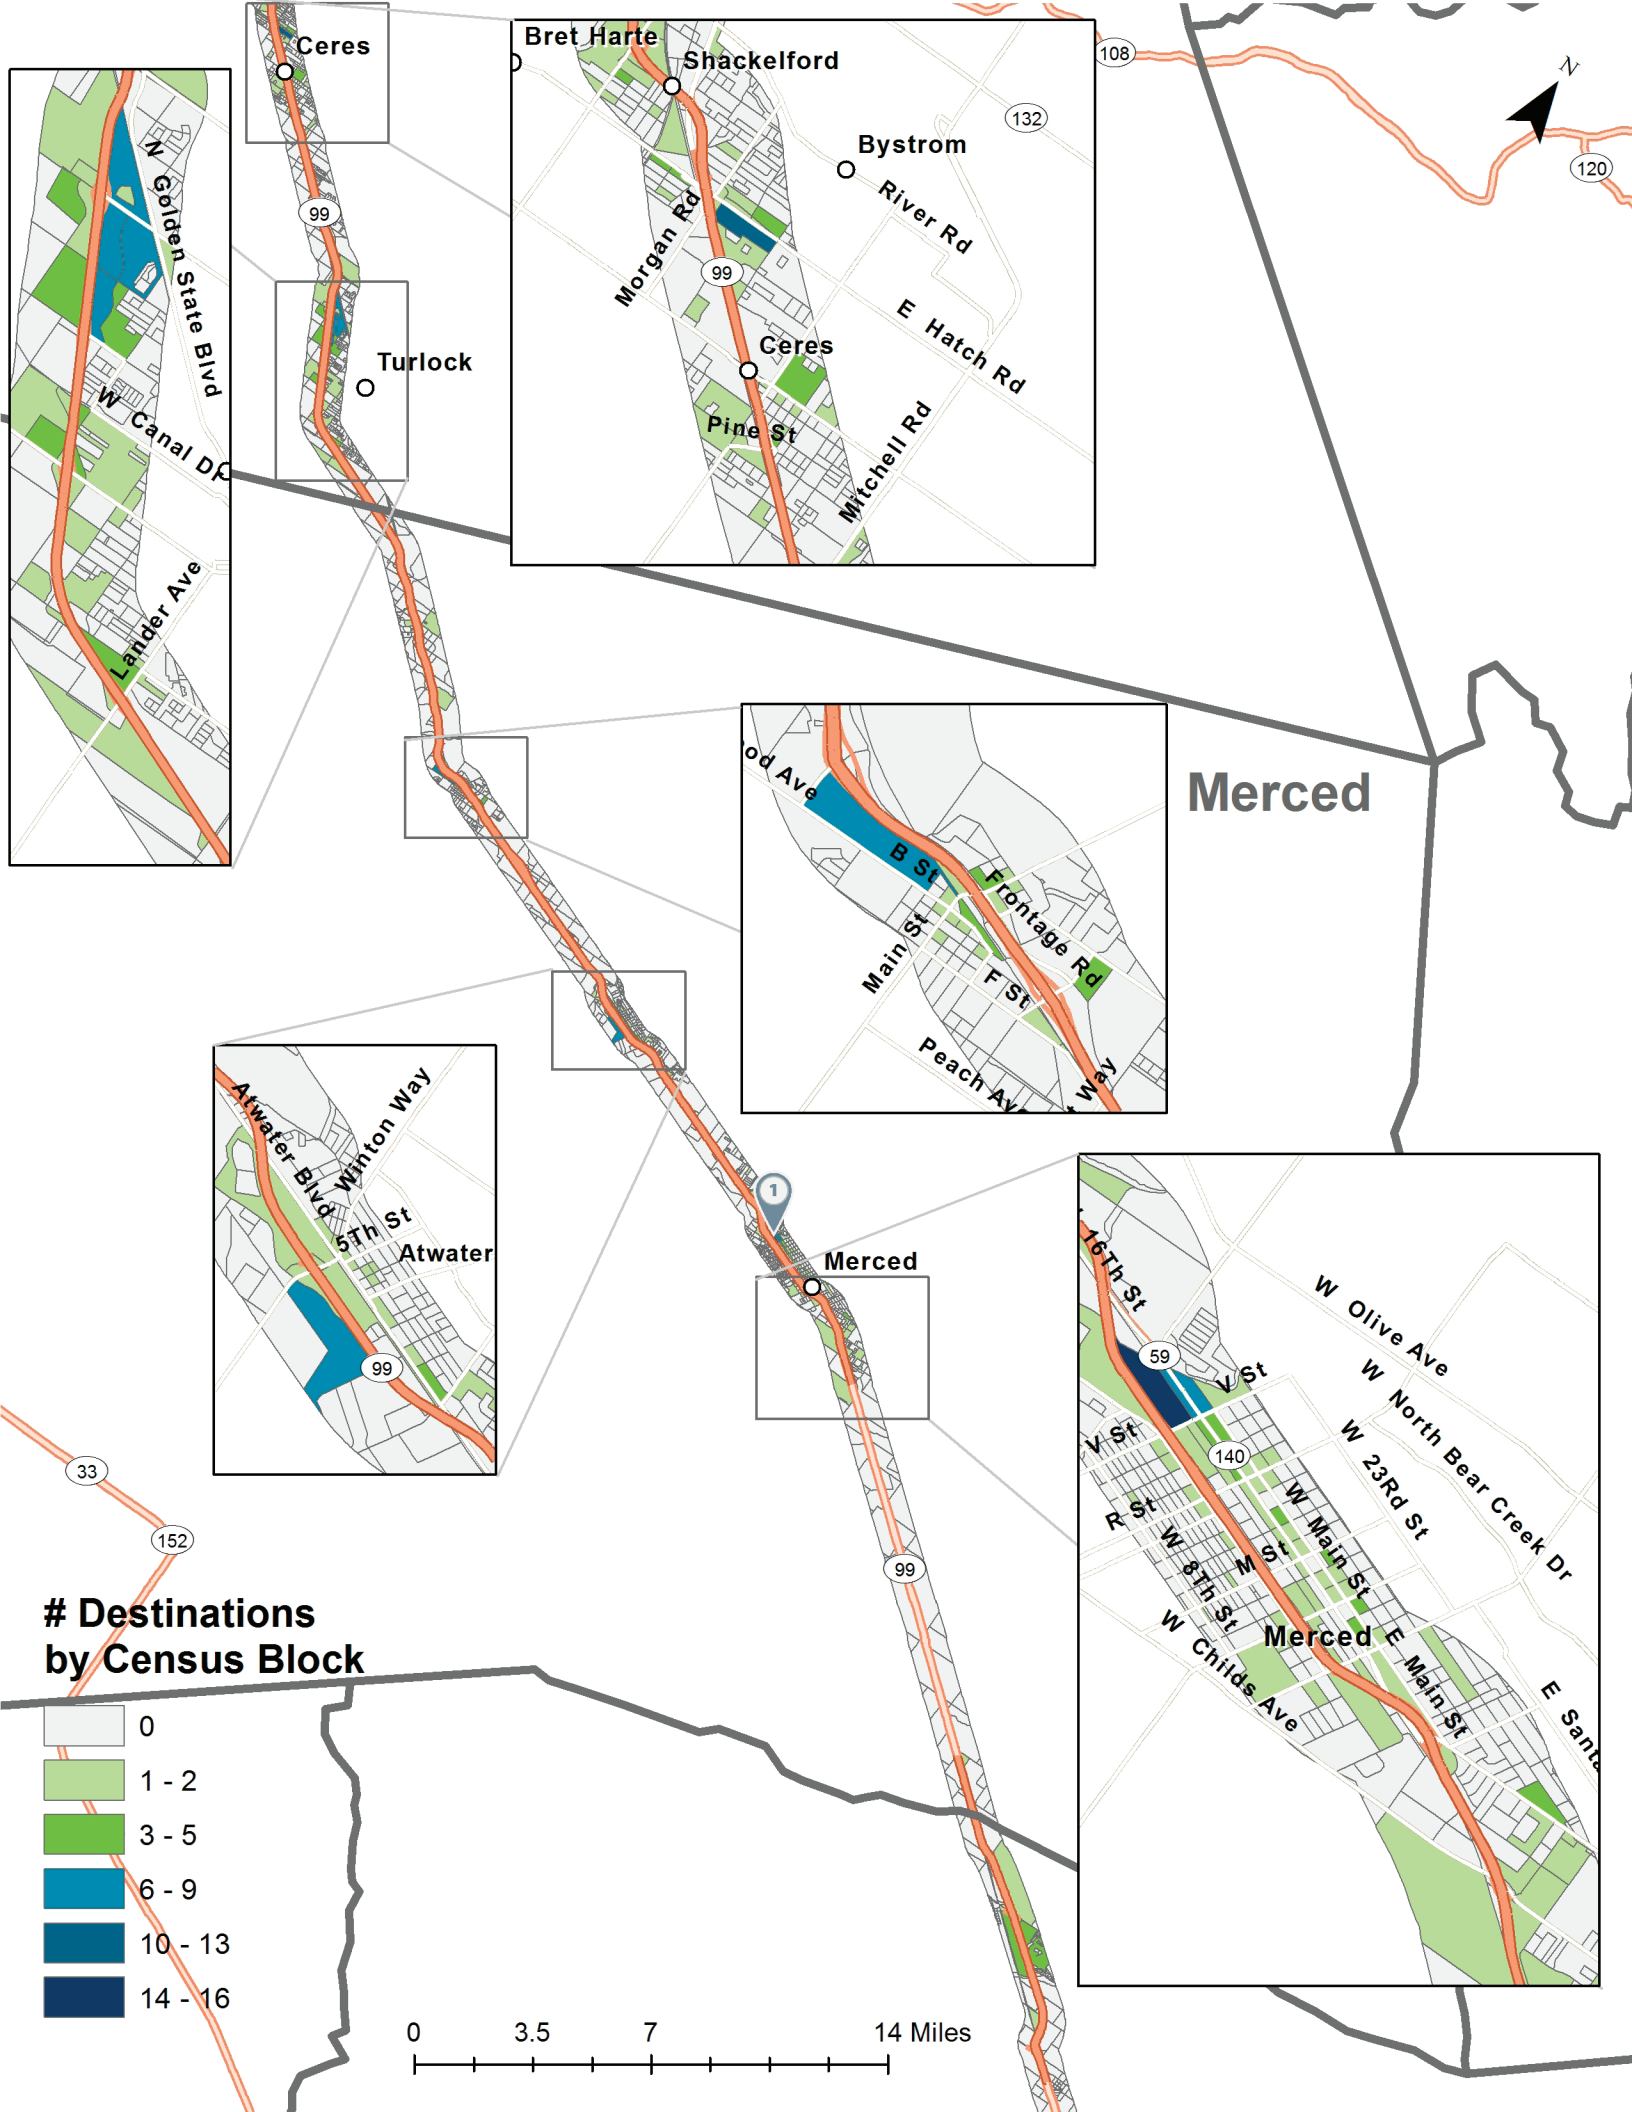 Ceres
99
Turlock
N Golden State Blvd
W Canal Dr
Lander Ave
Bret Harte
Shackelford
Bystrom
132
River Rd
Morgan Rd
99
E Hatch Rd
Ceres
Pine St
Mitchell Rd
108
N
120
Merced
ood Ave
B St
Frontage Rd
Main St
F St
Peach Ave
t Way
Atwater Blvd
Winton Way
5Th St
Atwater
99
1
Merced
99
16Th St
59
V St
V St
140
W Olive Ave
W North Bear Creek Dr
W 23Rd St
R St
W 8Th St
M St
W Main St
Merced
W Childs Ave
E Main St
E Santa
33
152
# Destinations
by Census Block
0
1 - 2
3 - 5
6 - 9
10 - 13
14 - 16
0 3.5 7 14 Miles